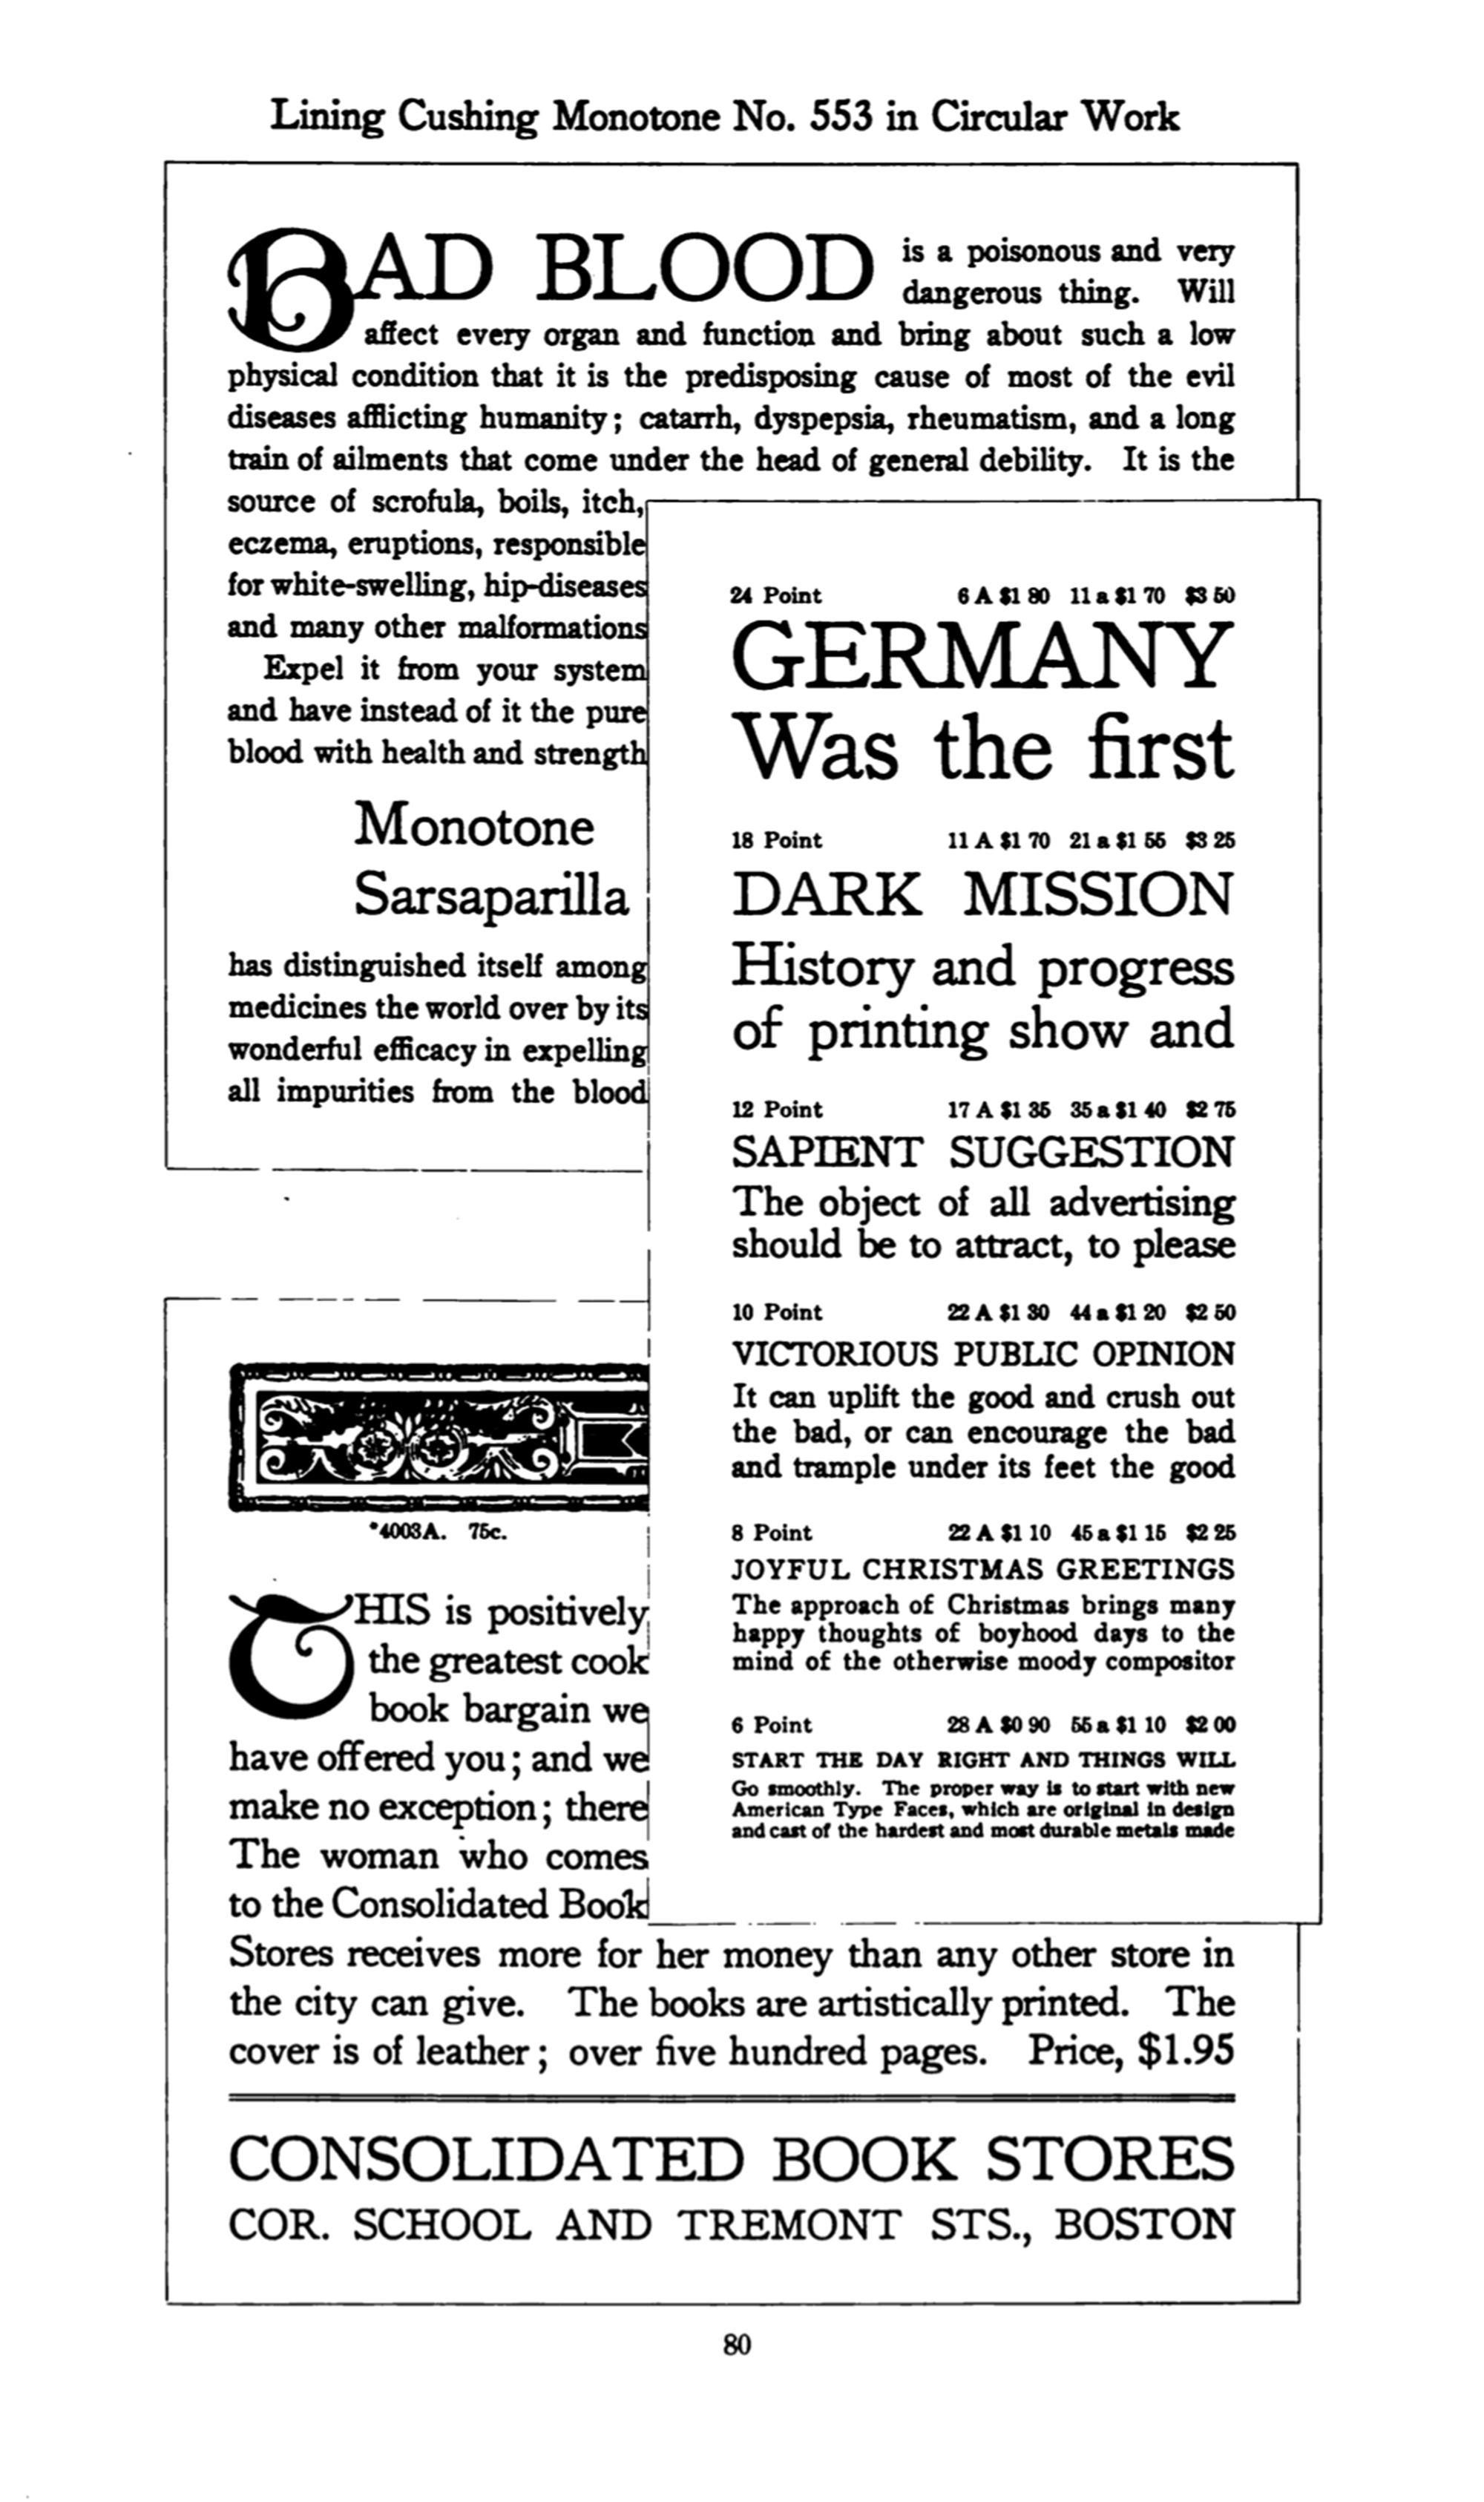 Lining Cushing Monotone No. 553 in Circular Work
BAD BLOOD is a poisonous and very
dangerous thing. Will
affect every organ and function and bring about such a low
physical condition that it is the predisposing cause of most of the evil
diseases afflicting humanity; catarrh, dyspepsia, rheumatism, and a long
train of ailments that come under the head of general debility. It is the
source of scrofula, boils, itch,
eczema, eruptions, responsible
for white-swelling, hip-diseases
and many other malformations
Expel it from your system
and have instead of it the pure
blood with health and strength
Monotone
Sarsaparilla
has distinguished itself among
medicines the world over by its
wonderful efficacy in expelling
all impurities from the blood
24 Point 6 A $1 80 11 a $1 70 $3 50
GERMANY
Was the first
18 Point 11 A $1 70 21 a $1 55 $3 25
DARK MISSION
History and progress
of printing show and
12 Point 17 A $1 35 35 a $1 40 $2 75
SAPIENT SUGGESTION
The object of all advertising
should be to attract, to please
10 Point 22 A $1 30 44 a $1 20 $2 50
VICTORIOUS PUBLIC OPINION
It can uplift the good and crush out
the bad, or can encourage the bad
and trample under its feet the good
8 Point 22 A $1 10 45 a $1 15 $2 25
JOYFUL CHRISTMAS GREETINGS
The approach of Christmas brings many
happy thoughts of boyhood days to the
mind of the otherwise moody compositor
6 Point 28 A $0 90 55 a $1 10 $2 00
START THE DAY RIGHT AND THINGS WILL
Go smoothly. The proper way is to start with new
American Type Faces, which are original in design
and cast of the hardest and most durable metals made
*4003A. 75c.
THIS is positively
the greatest cook
book bargain we
have offered you; and we
make no exception; there
The woman who comes
to the Consolidated Book
Stores receives more for her money than any other store in
the city can give. The books are artistically printed. The
cover is of leather; over five hundred pages. Price, $1.95
CONSOLIDATED BOOK STORES
COR. SCHOOL AND TREMONT STS., BOSTON
80